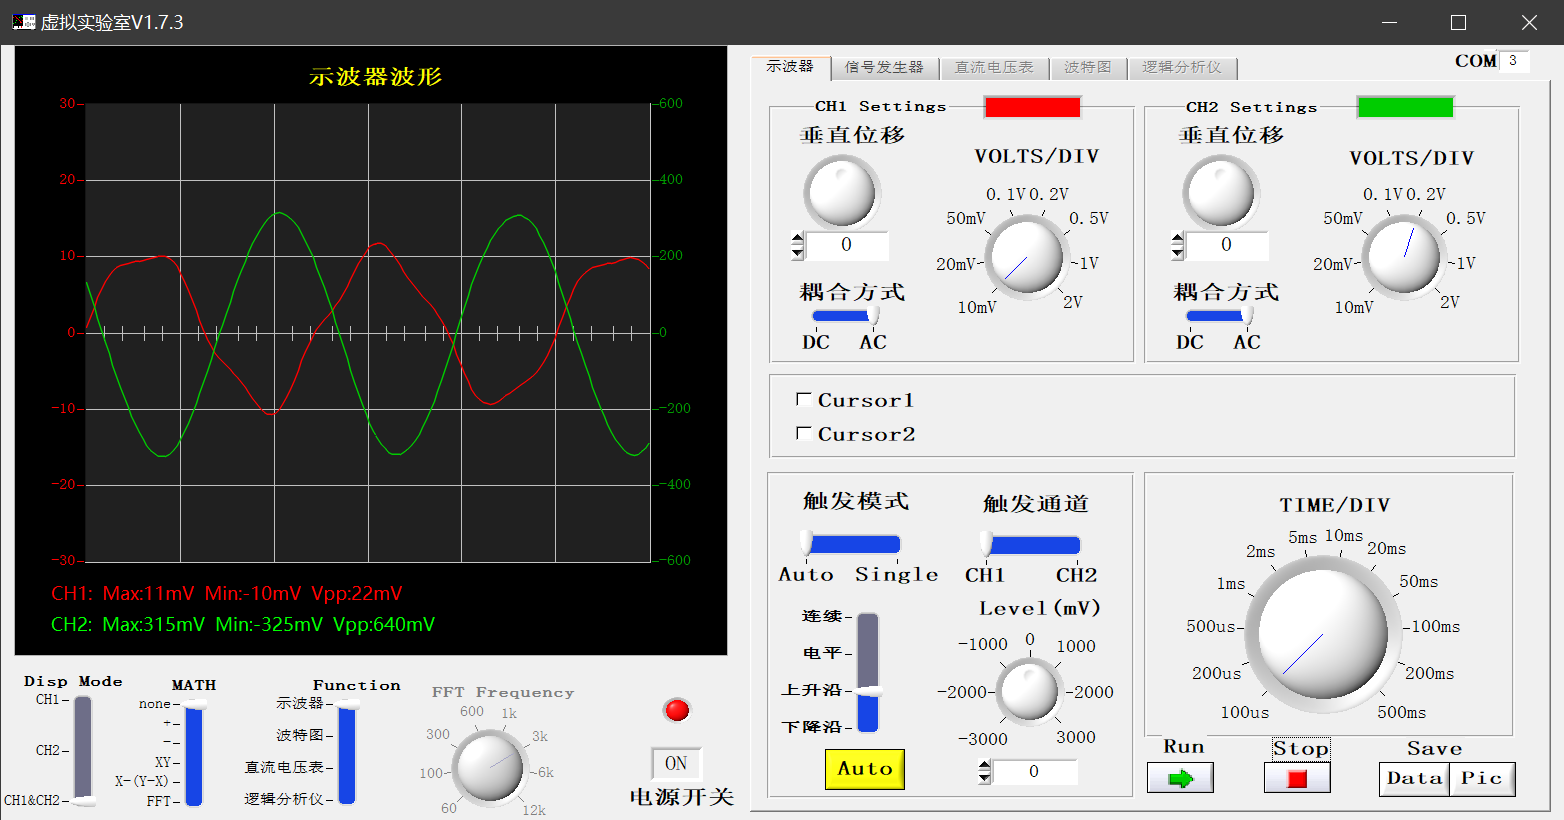 虚拟实验室V1.7.3
示波器波形
30
20
10
0
-10
-20
-30
600
400
200
0
-200
-400
-600
CH1: Max:11mV Min:-10mV Vpp:22mV
CH2: Max:315mV Min:-325mV Vpp:640mV
Disp Mode
CH1
CH2
CH1&CH2
MATH
none
+
-
XY
X-(Y-X)
FFT
Function
示波器
波特图
直流电压表
逻辑分析仪
FFT Frequency
60
100
300
600
1k
3k
6k
12k
ON
电源开关
示波器 信号发生器 直流电压表 波特图 逻辑分析仪
COM 3
CH1 Settings
垂直位移
0
耦合方式
DC AC
VOLTS/DIV
10mV
20mV
50mV
0.1V
0.2V
0.5V
1V
2V
CH2 Settings
垂直位移
0
耦合方式
DC AC
VOLTS/DIV
10mV
20mV
50mV
0.1V
0.2V
0.5V
1V
2V
Cursor1
Cursor2
触发模式
Auto Single
连续
电平
上升沿
下降沿
Auto
触发通道
CH1 CH2
Level(mV)
-3000
-2000
-1000
0
1000
2000
3000
0
TIME/DIV
100us
200us
500us
1ms
2ms
5ms
10ms
20ms
50ms
100ms
200ms
500ms
Run
Stop
Save
Data Pic